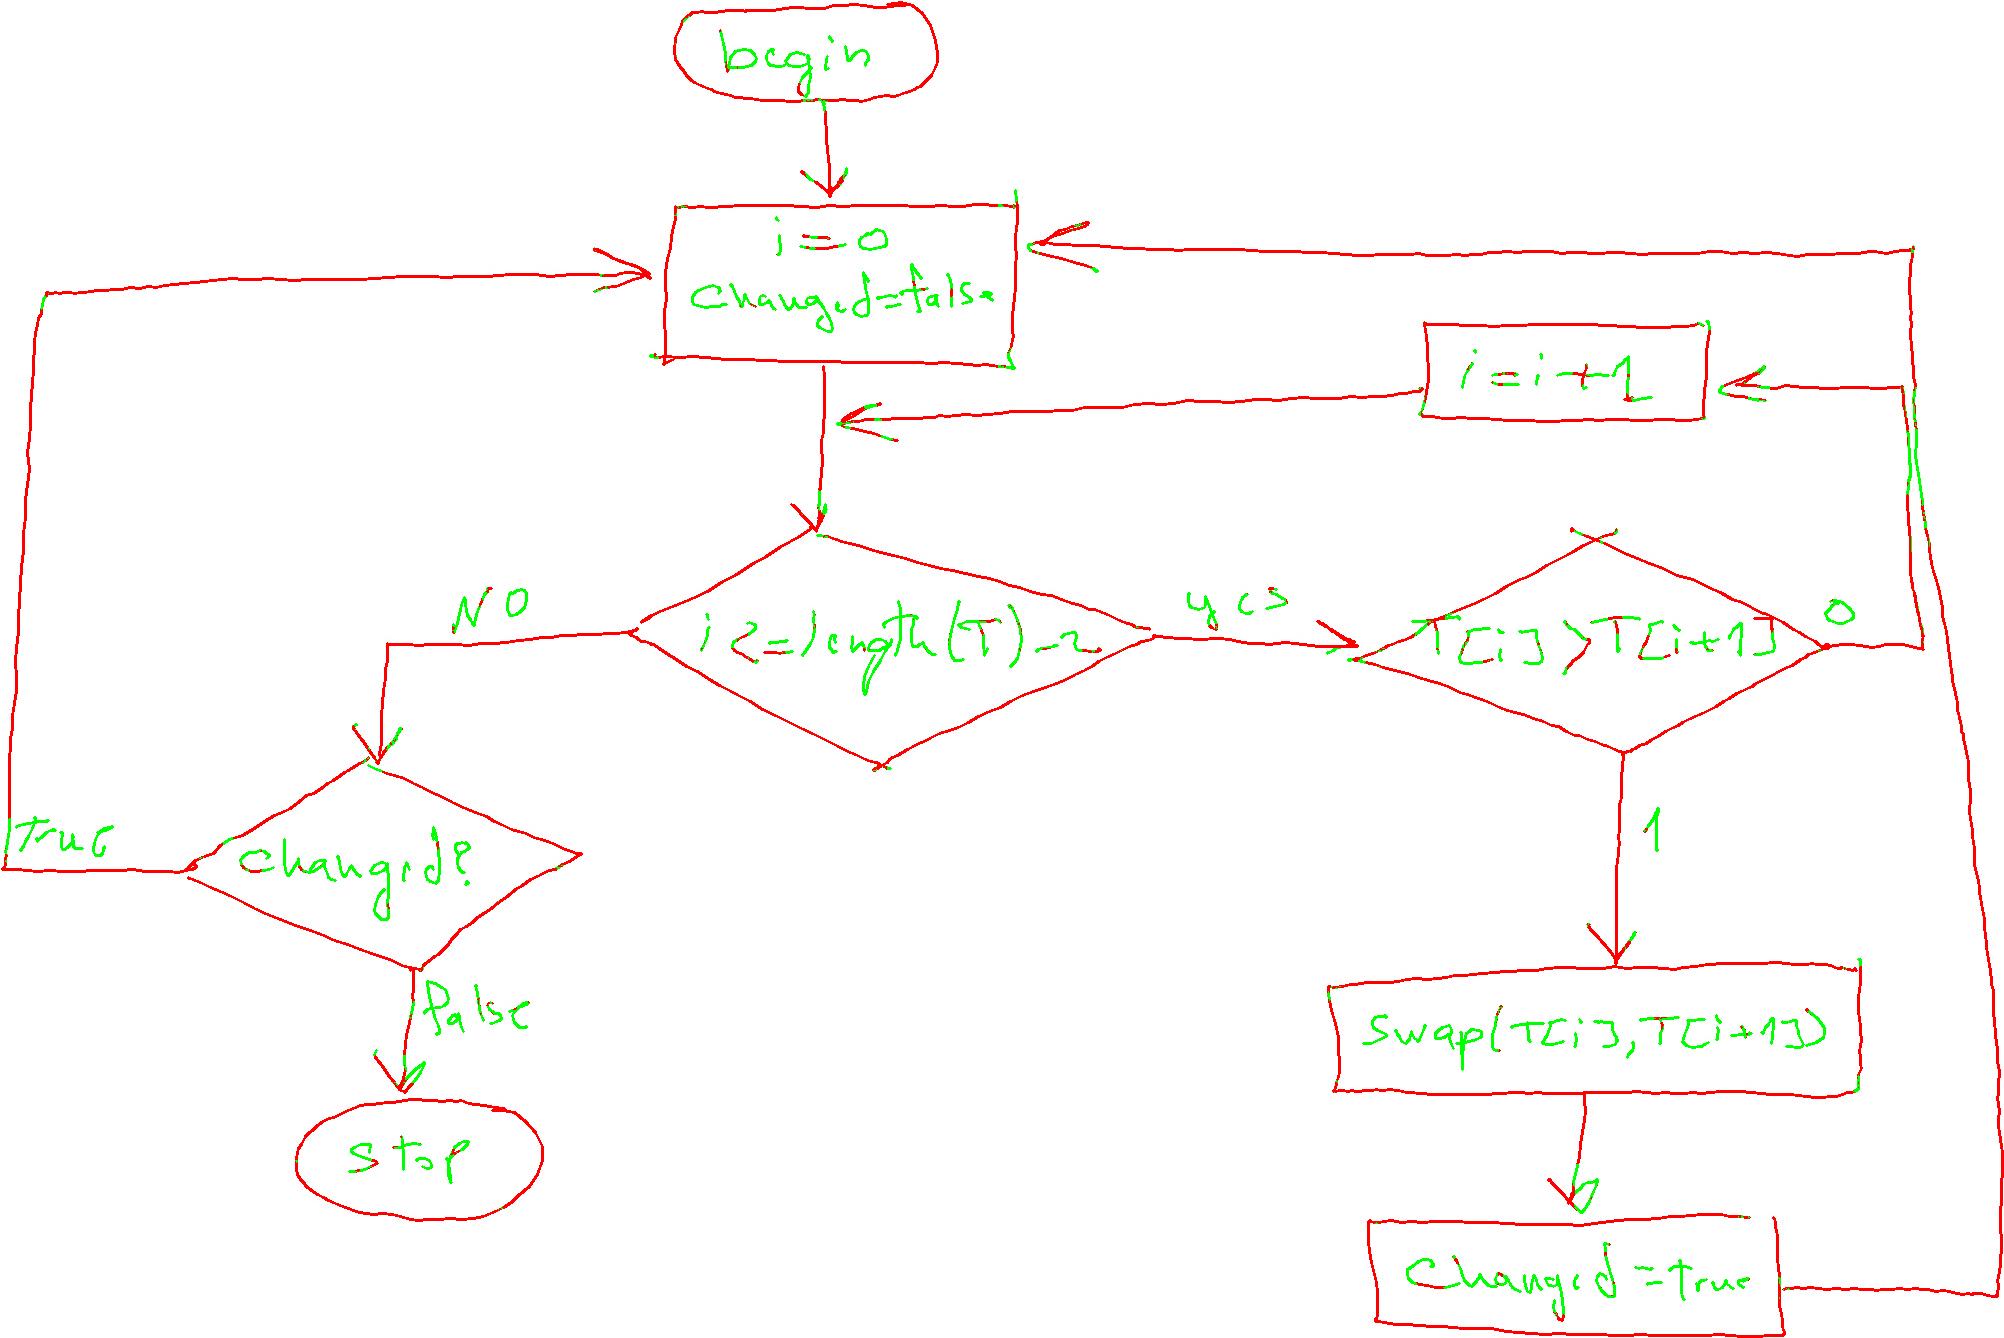 begin
i=0
changed=false
i=i+1
NO
i<=length(T)-2
yes
T[i]>T[i+1]
0
True
changed?
1
false
swap(T[i],T[i+1])
stop
changed=true